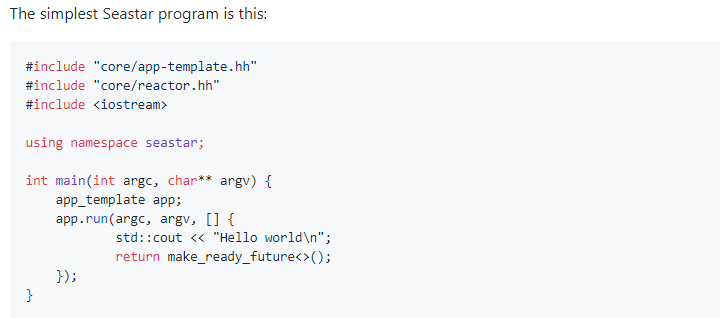 The simplest Seastar program is this:
#include "core/app-template.hh"
#include "core/reactor.hh"
#include <iostream>
using namespace seastar;
int main(int argc, char** argv) {
    app_template app;
    app.run(argc, argv, [] {
            std::cout << "Hello world\n";
            return make_ready_future<>();
    });
}